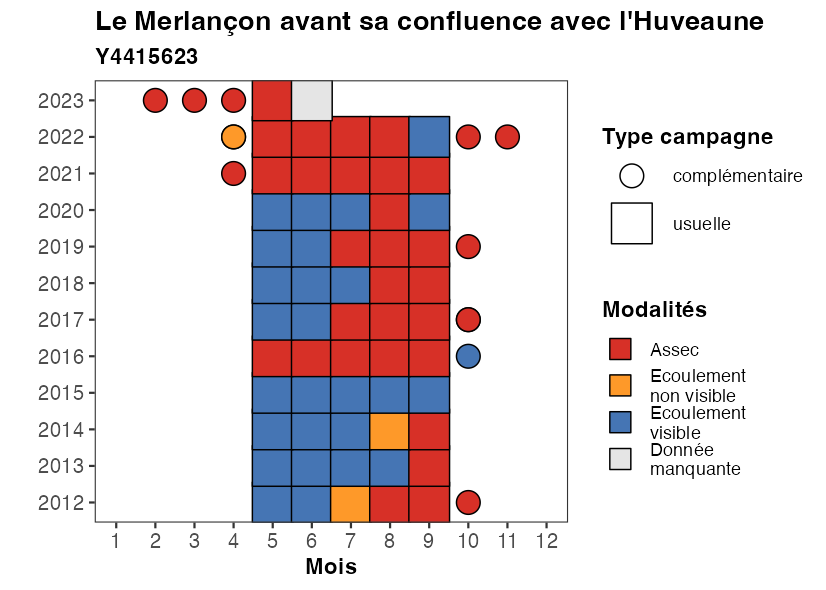 Le Merlançon avant sa confluence avec l'Huveaune
Y4415623
2023
2022
2021
2020
2019
2018
2017
2016
2015
2014
2013
2012
1 2 3 4 5 6 7 8 9 10 11 12
Mois
Type campagne
complémentaire
usuelle
Modalités
Assec
Ecoulement
non visible
Ecoulement
visible
Donnée
manquante